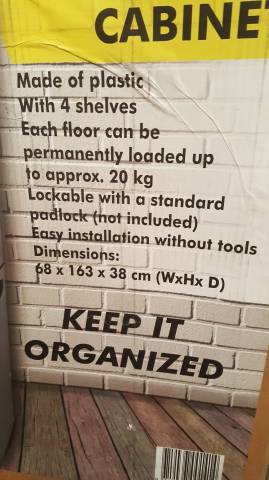 CABINE
Made of plastic
With 4 shelves
Each floor can be
permanently loaded up
to approx. 20 kg
Lockable with a standard
padlock (not included)
Easy installation without tools
Dimensions:
68 x 163 x 38 cm (WxHx D)
KEEP IT
ORGANIZED